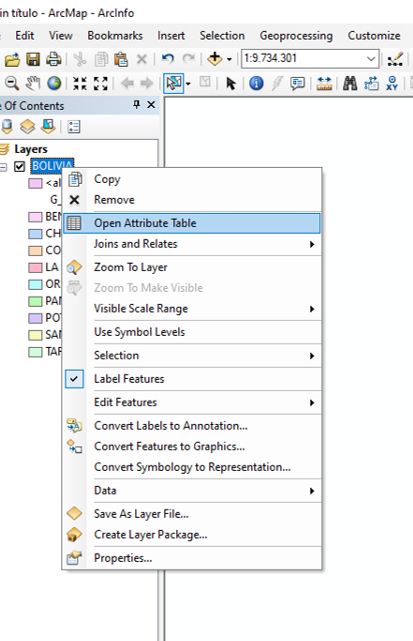 in título - ArcMap - ArcInfo
Edit View Bookmarks Insert Selection Geoprocessing Customize
1:9.734.301
XY
e Of Contents
Layers
BOLIVIA
<al
G_
BEN
CH
CO
LA
OR
PAN
POT
SAN
TAR
Copy
Remove
Open Attribute Table
Joins and Relates
Zoom To Layer
Zoom To Make Visible
Visible Scale Range
Use Symbol Levels
Selection
Label Features
Edit Features
Convert Labels to Annotation...
Convert Features to Graphics...
Convert Symbology to Representation...
Data
Save As Layer File...
Create Layer Package...
Properties...